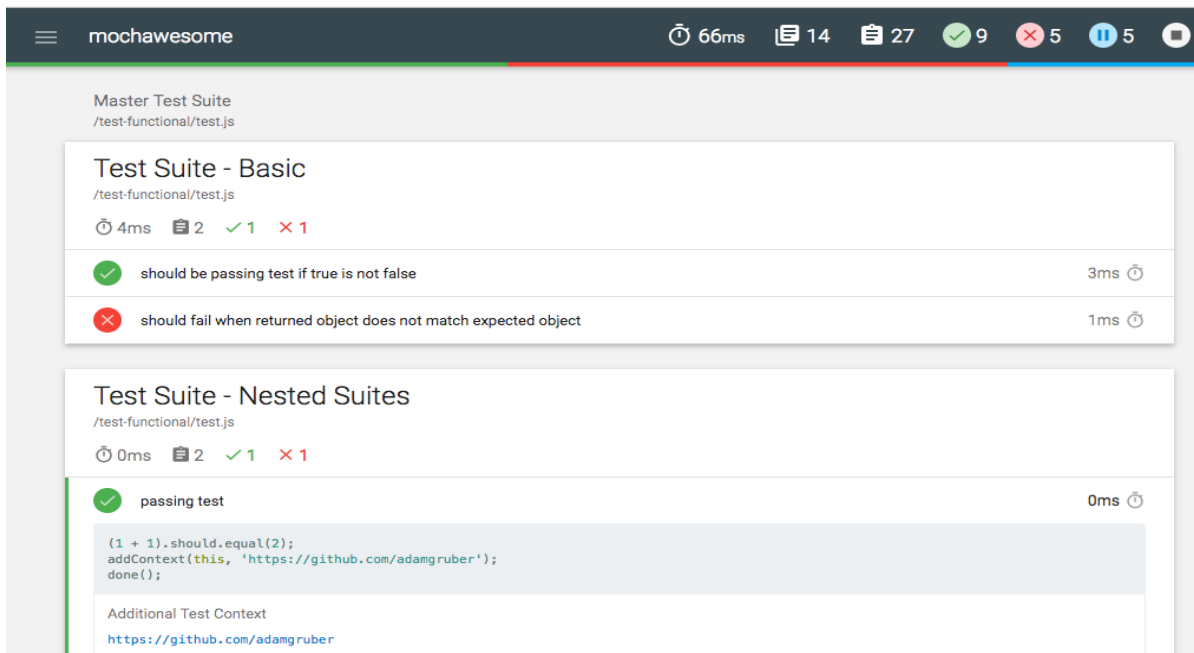 mochawesome 66ms 14 27 9 5 5
Master Test Suite
/test-functional/test.js
Test Suite - Basic
/test-functional/test.js
4ms 2 1 1
should be passing test if true is not false 3ms
should fail when returned object does not match expected object 1ms
Test Suite - Nested Suites
/test-functional/test.js
0ms 2 1 1
passing test 0ms
(1 + 1).should.equal(2);
addContext(this, 'https://github.com/adamgruber');
done();
Additional Test Context
https://github.com/adamgruber